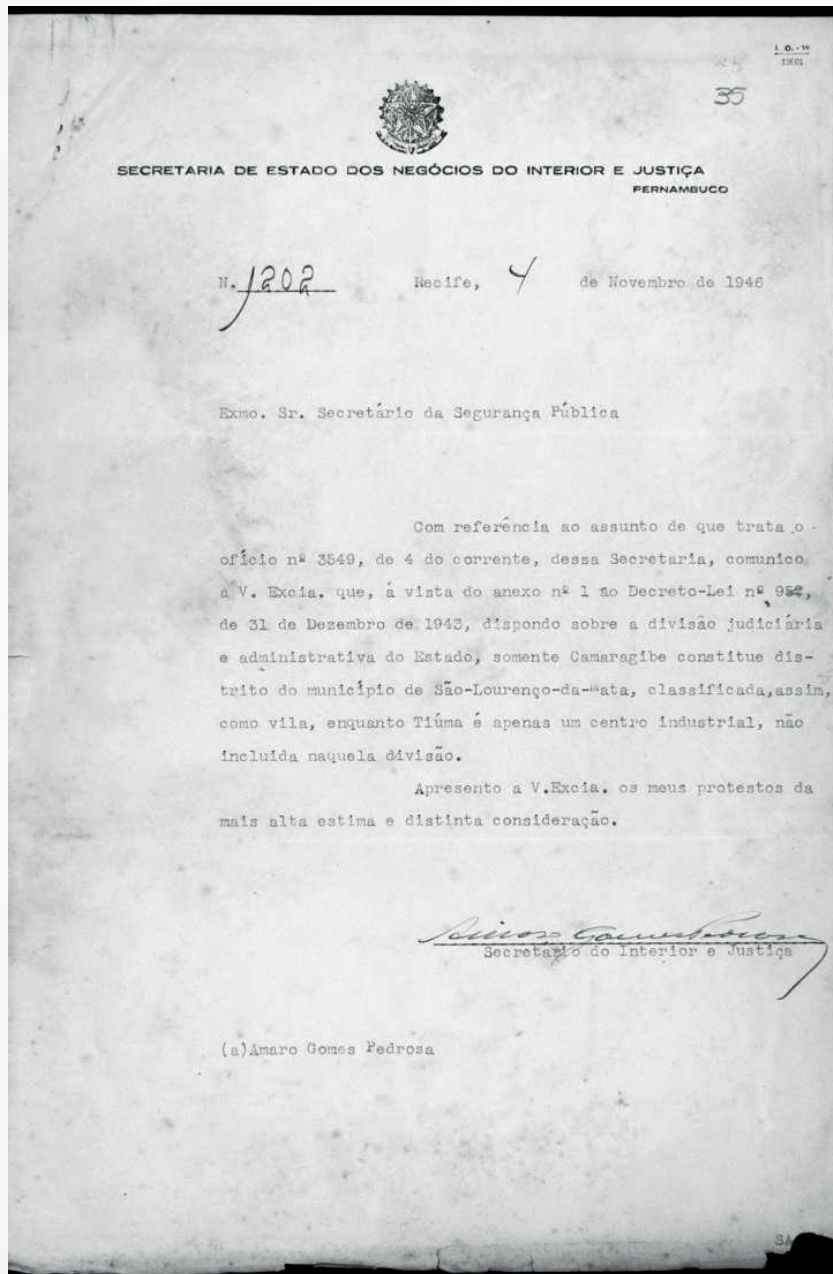 I. O. - 10
35
SECRETARIA DE ESTADO DOS NEGÓCIOS DO INTERIOR E JUSTIÇA
PERNAMBUCO
N. 1202 Recife, 4 de Novembro de 1946
Exmo. Sr. Secretário da Segurança Pública
Com referência ao assunto de que trata o
ofício nº 3549, de 4 do corrente, dessa Secretaria, comunico
á V. Excia. que, á vista do anexo nº 1 ao Decreto-Lei nº 952,
de 31 de Dezembro de 1943, dispondo sobre a divisão judiciária
e administrativa do Estado, somente Camaragibe constitue dis-
trito do município de São-Lourenço-da-Mata, classificada,assim,
como vila, enquanto Tiúma é apenas um centro industrial, não
incluida naquela divisão.
Apresento a V.Excia. os meus protestos da
mais alta estima e distinta consideração.
Amaro Gomes Pedrosa
Secretario do Interior e Justiça
(a)Amaro Gomes Pedrosa